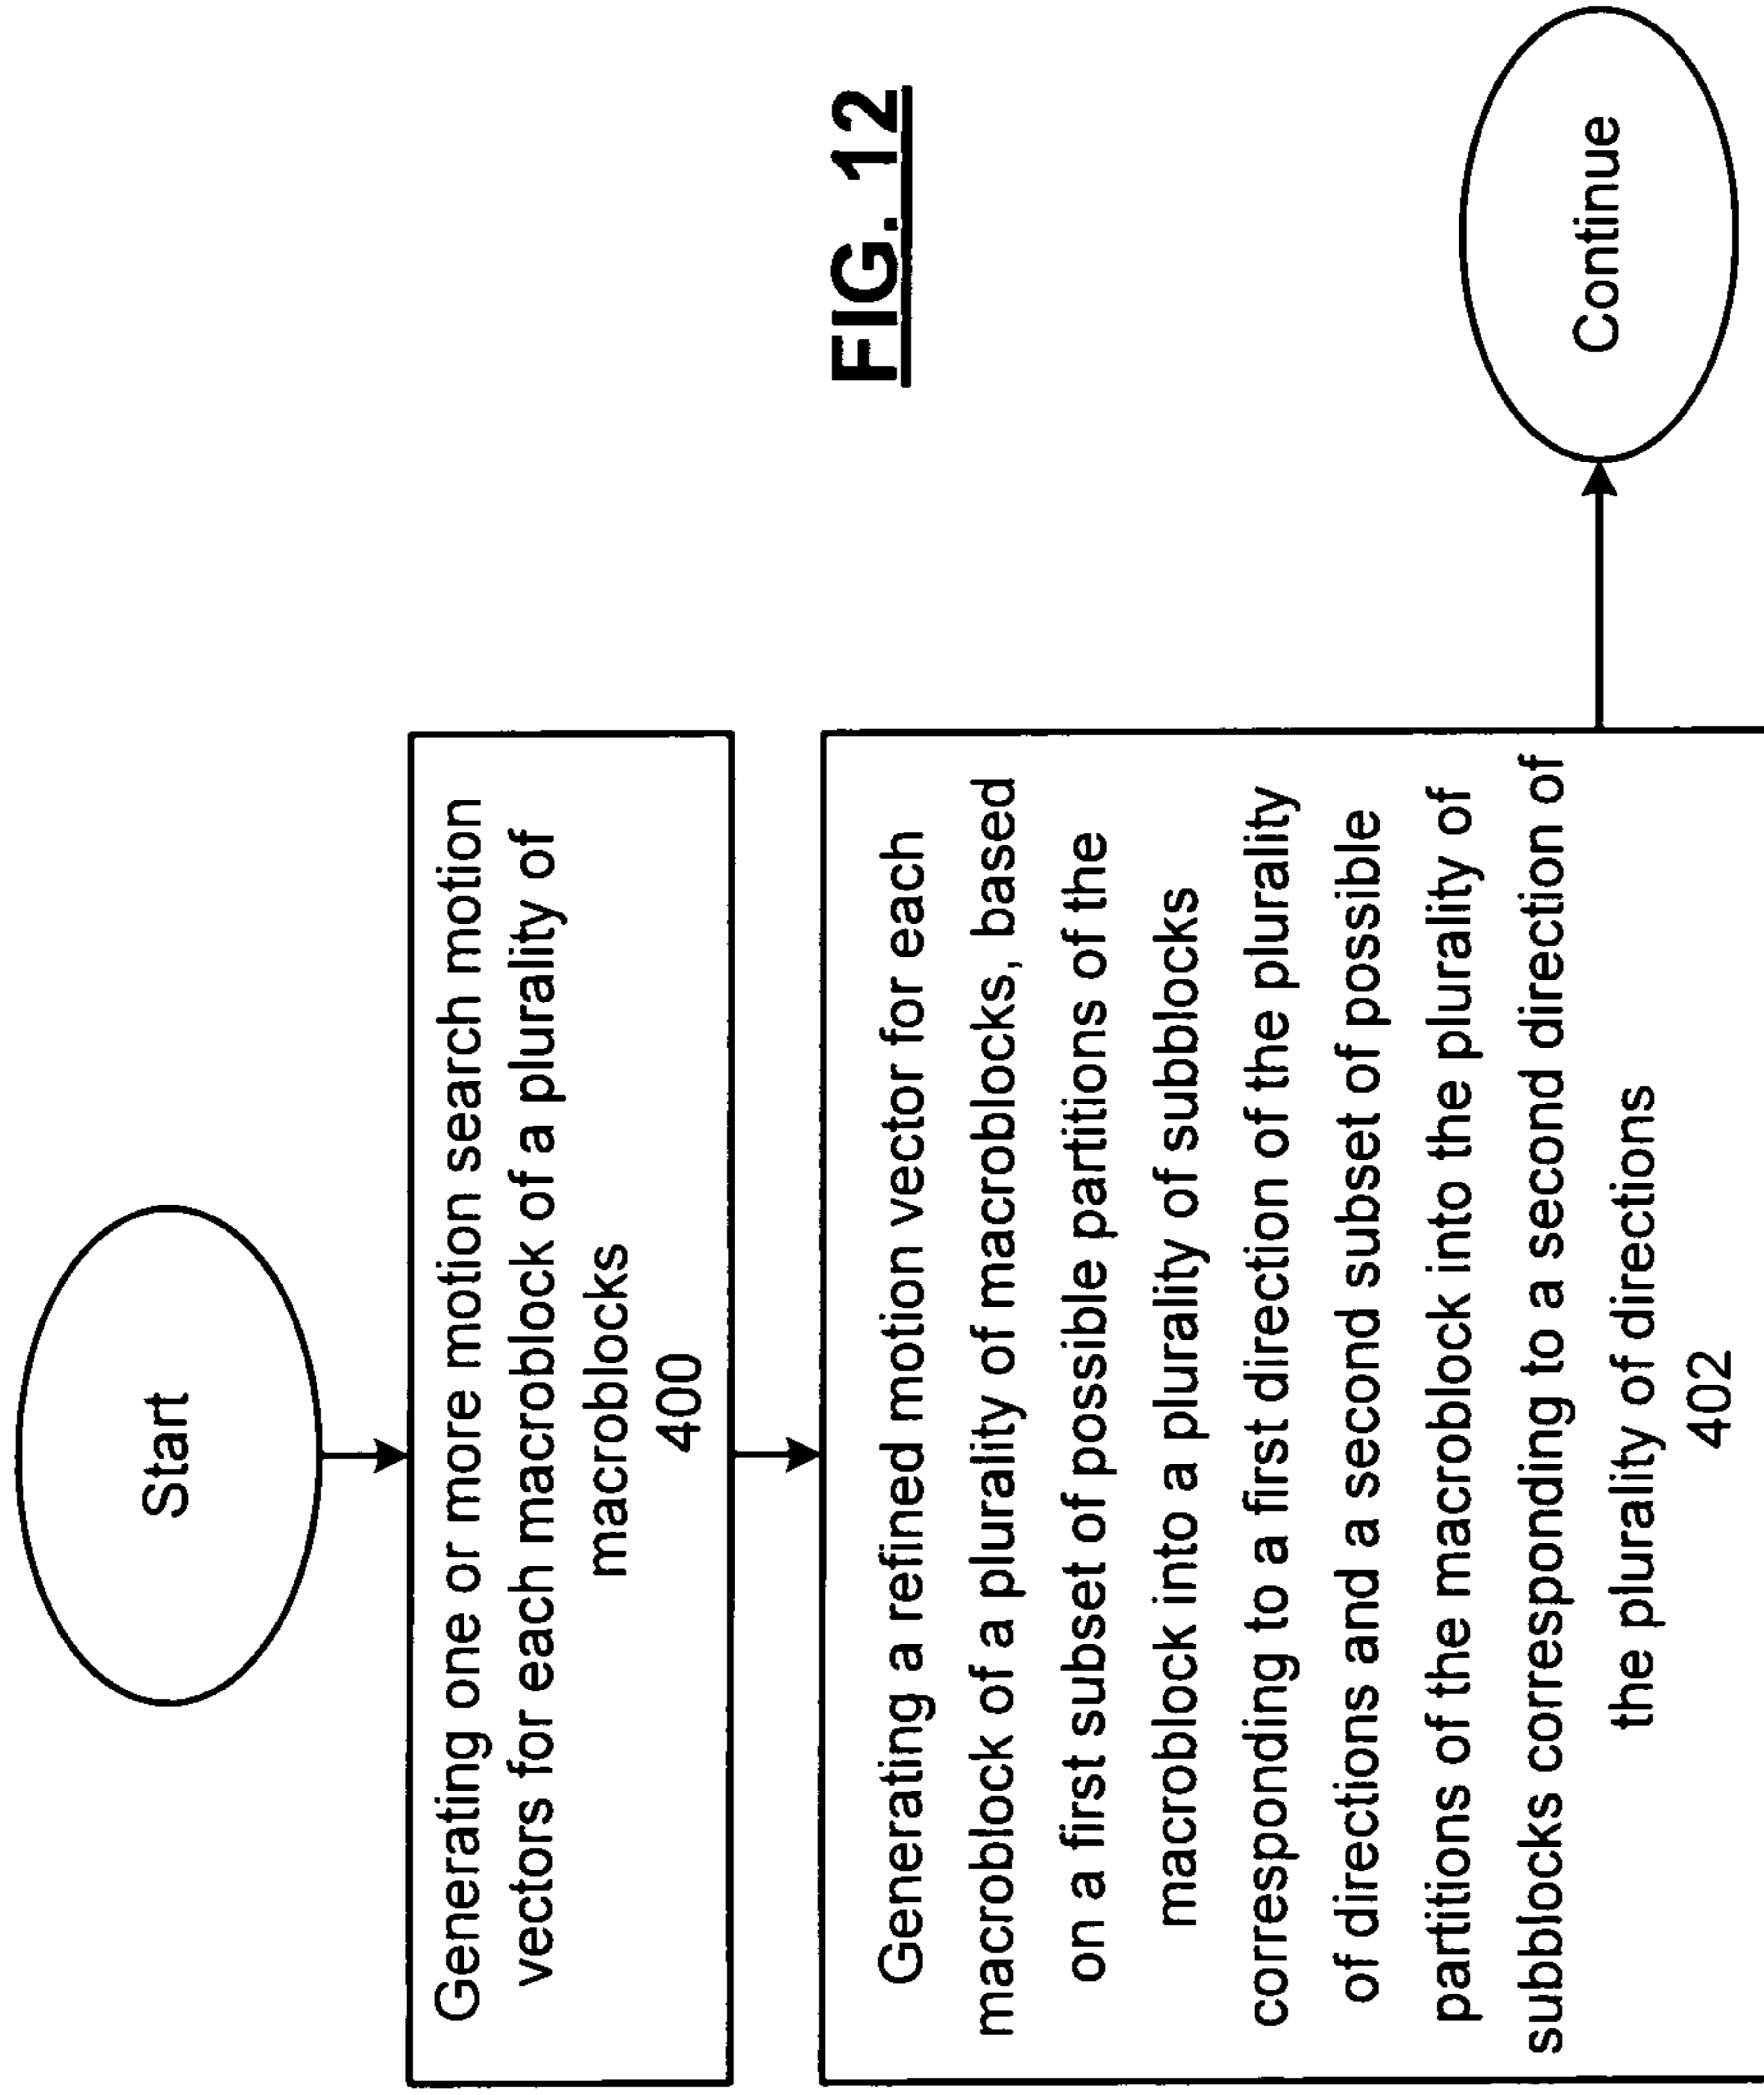 Start
Generating one or more motion search motion
vectors for each macroblock of a plurality of
macroblocks
400
Generating a refined motion vector for each
macroblock of a plurality of macroblocks, based
on a first subset of possible partitions of the
macroblock into a plurality of subblocks
corresponding to a first direction of the plurality
of directions and a second subset of possible
partitions of the macroblock into the plurality of
subblocks corresponding to a second direction of
the plurality of directions
402
Continue
FIG. 12